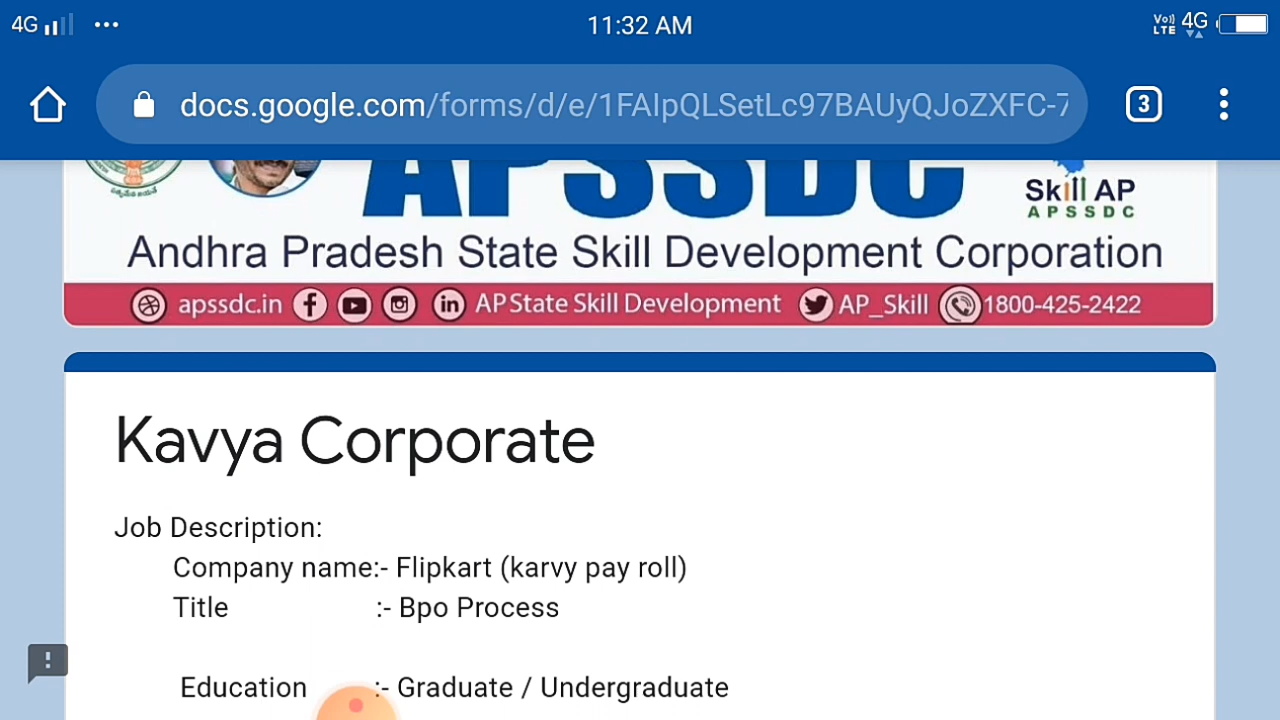 4G
11:32 AM
Vo)) LTE 4G
docs.google.com/forms/d/e/1FAIpQLSetLc97BAUyQJoZXFC-7
3
APSSDC
Skill AP
APSSDC
Andhra Pradesh State Skill Development Corporation
apssdc.in AP State Skill Development AP_Skill 1800-425-2422
Kavya Corporate
Job Description:
Company name:- Flipkart (karvy pay roll)
Title :- Bpo Process
Education :- Graduate / Undergraduate